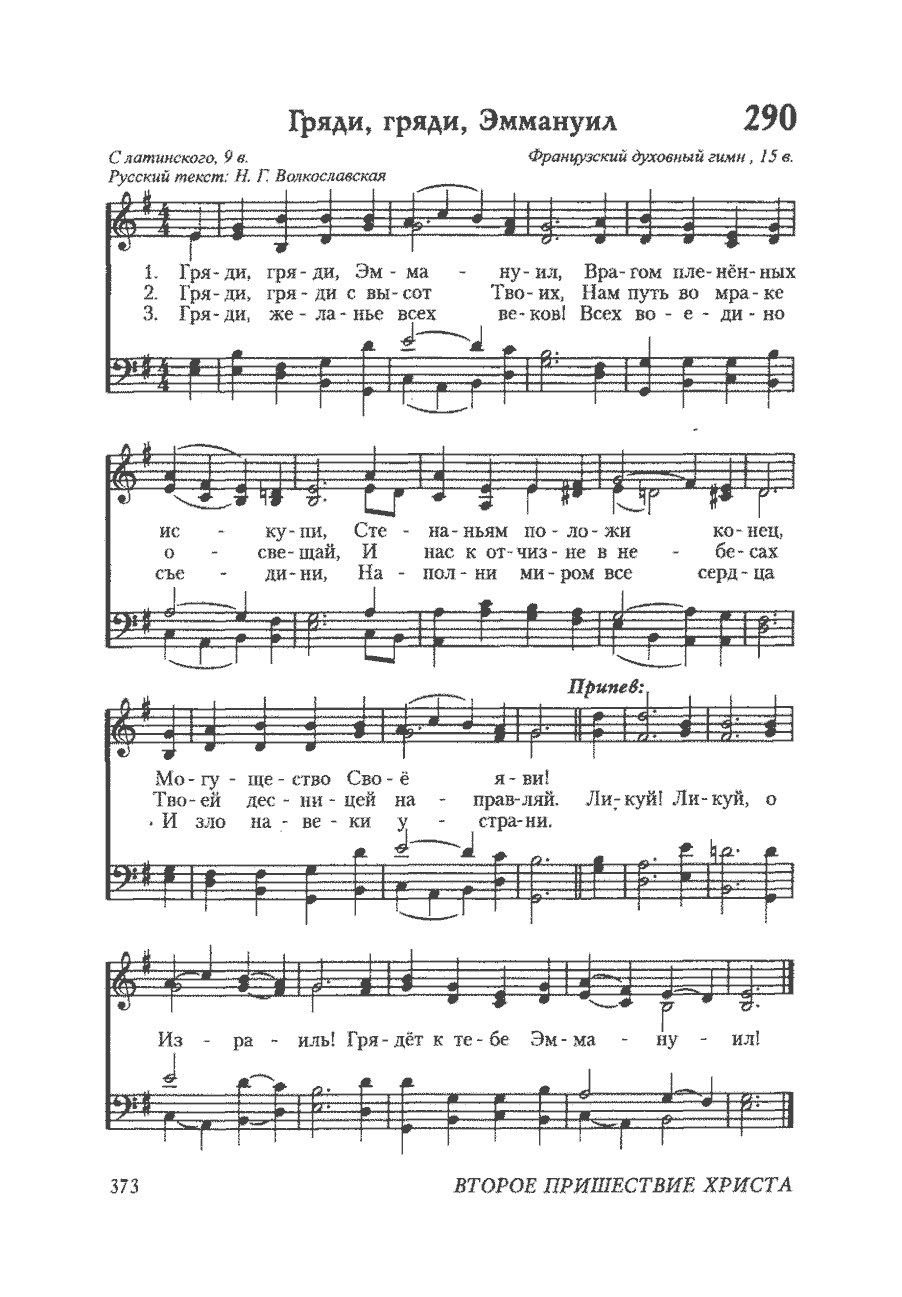 Гряди, гряди, Эммануил 290
С латинского, 9 в. Французский духовный гимн , 15 в.
Русский текст: Н. Г. Волкославская
1. Гря- ди, гря - ди, Эм - ма - ну- ил, Вра- гом пле- нён- ных
2. Гря- ди, гря - ди с вы- сот Тво- их, Нам путь во мра - ке
3. Гря- ди, же - ла - нье всех ве- ков! Всех во - е - ди - но
ис - ку- пи, Сте - на- ньям по - ло- жи ко- нец,
о - све- щай, И нас к от- чиз- не в не - бе- сах
съе - ди- ни, На - пол- ни ми- ром все серд- ца
Припев:
Мо- гу - ще - ство Сво - ё я - ви!
Тво- ей дес - ни - цей на - прав-ляй. Ли- куй! Ли- куй, о
И зло на - ве - ки у - стра-ни.
Из - ра - иль! Гря- дёт к те- бе Эм- ма - ну - ил!
373 ВТОРОЕ ПРИШЕСТВИЕ ХРИСТА